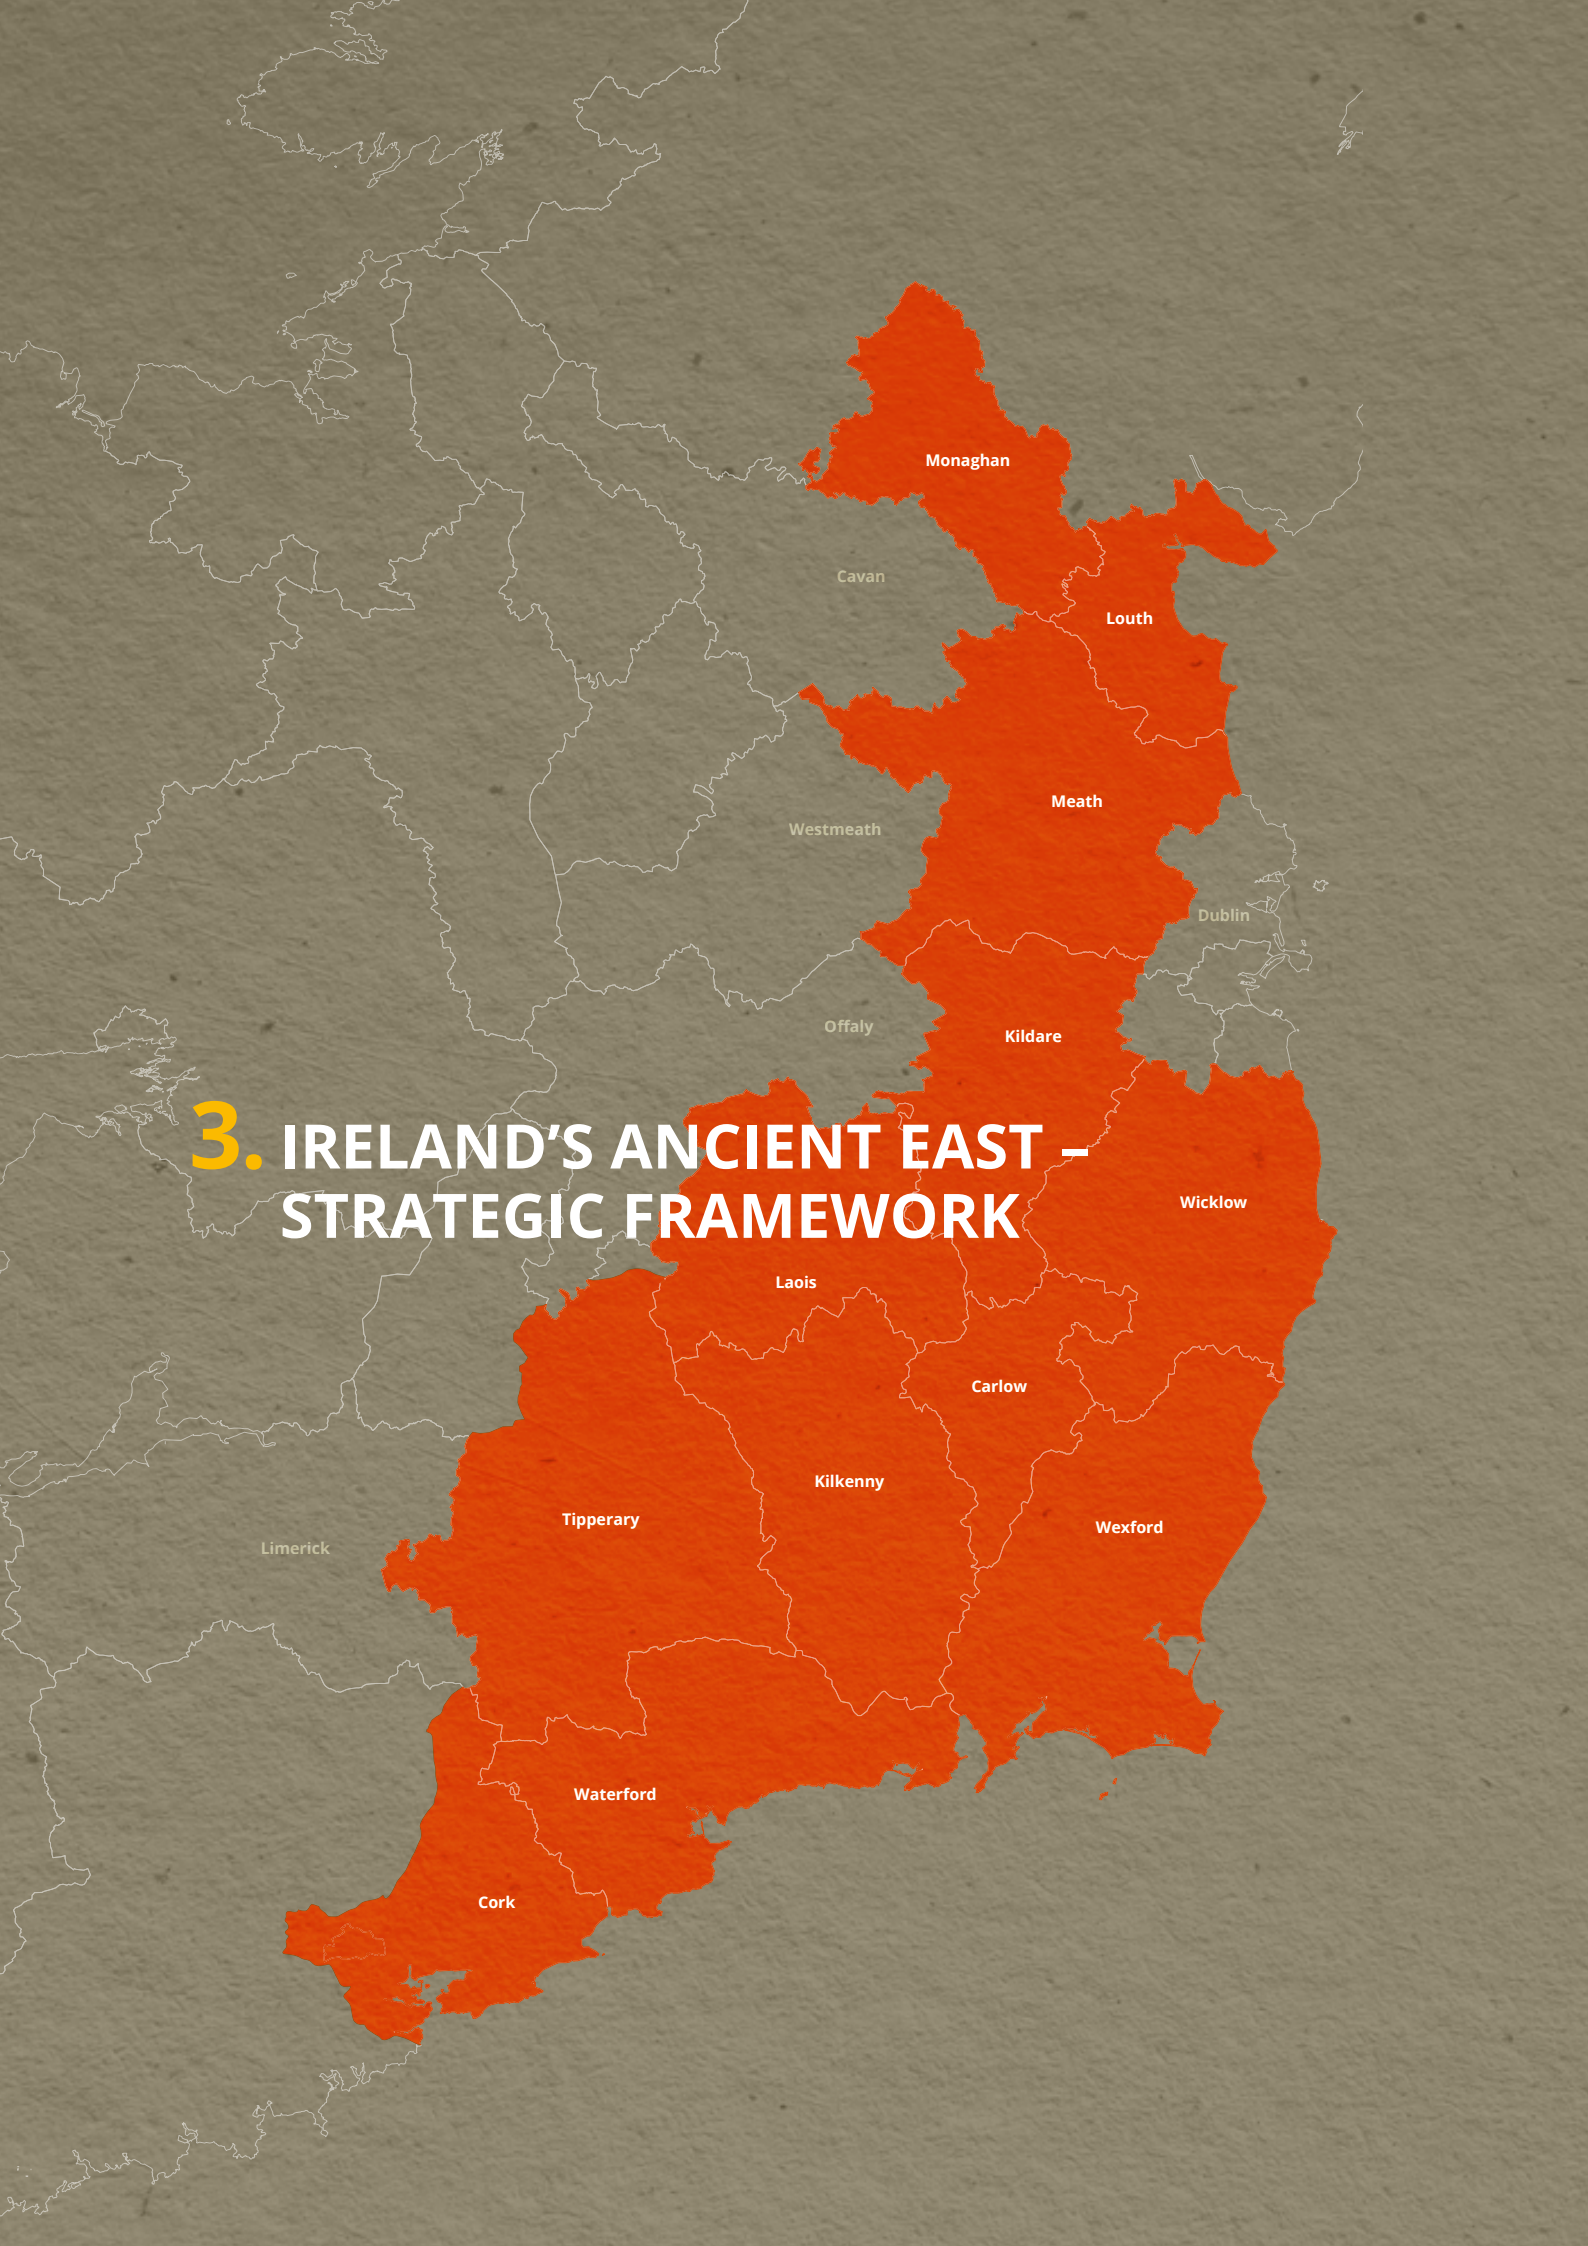 Monaghan
Cavan
Louth
Meath
Westmeath
Dublin
Offaly
Kildare
3. IRELAND’S ANCIENT EAST –
STRATEGIC FRAMEWORK
Wicklow
Laois
Carlow
Kilkenny
Tipperary
Wexford
Limerick
Waterford
Cork